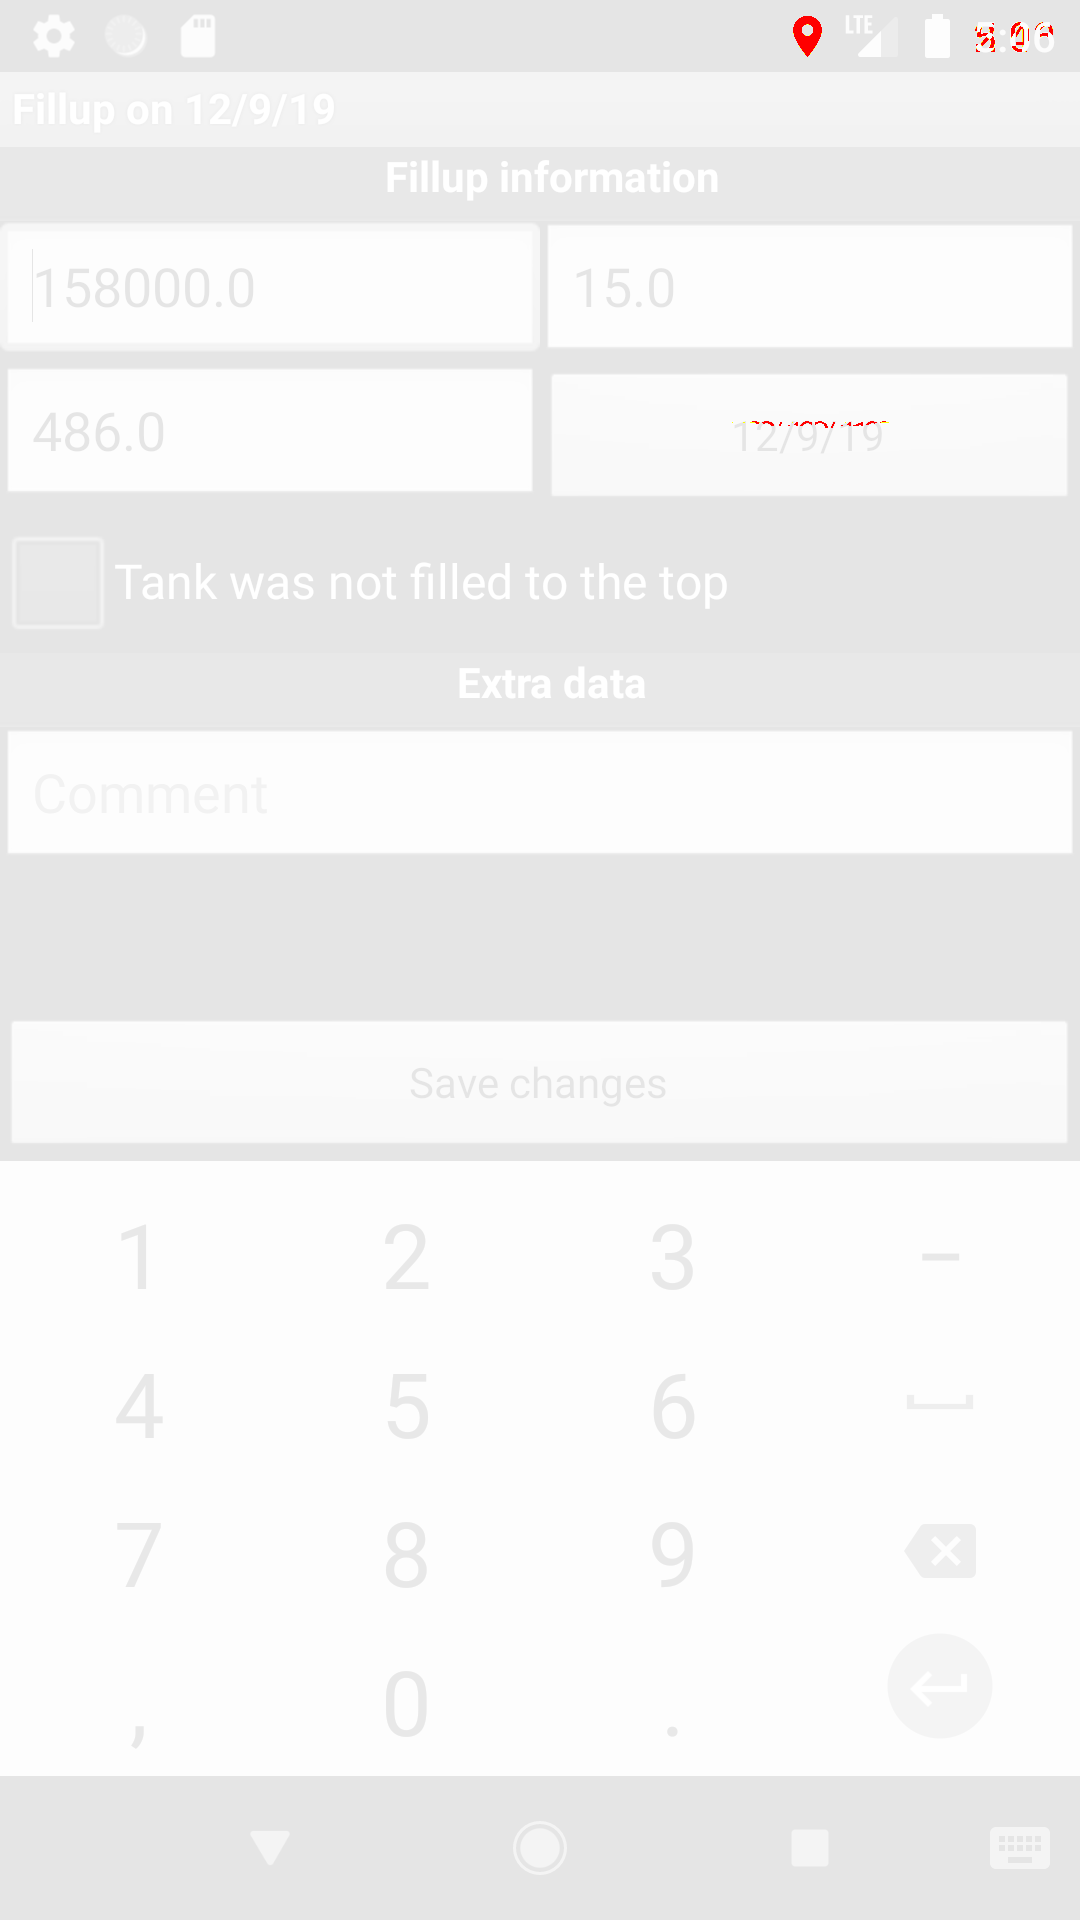 LTE
Fillup on 12/9/19
Fillup information
158000.0 15.0
486.0 12/9/19
Tank was not filled to the top
Extra data
Comment
Save changes
1 2 3 –
4 5 6
7 8 9
, 0 .